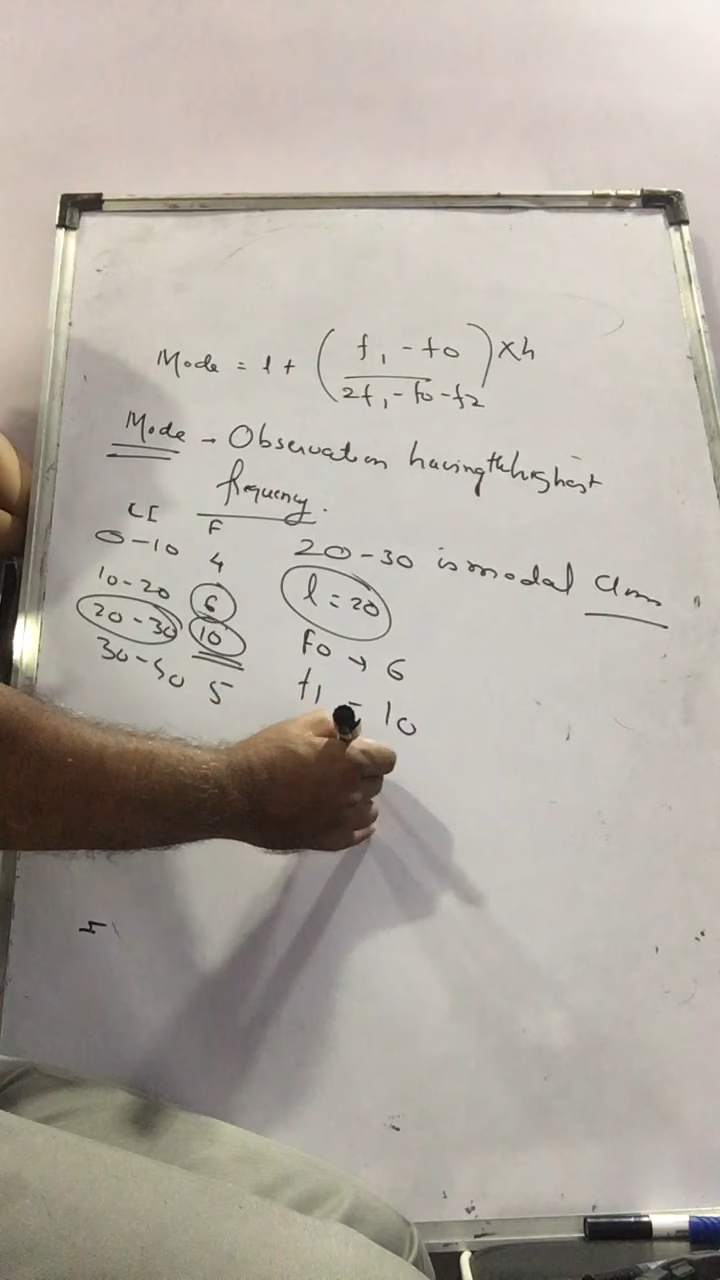 Mode = l + ( f1 - f0 / 2f1 - f0 - f2 ) × h
Mode - Observation having the highest
frequency.
CI F
0-10 4
10-20 6
20-30 10
30-40 5
20-30 is modal Class
l = 20
f0 → 6
f1 - 10